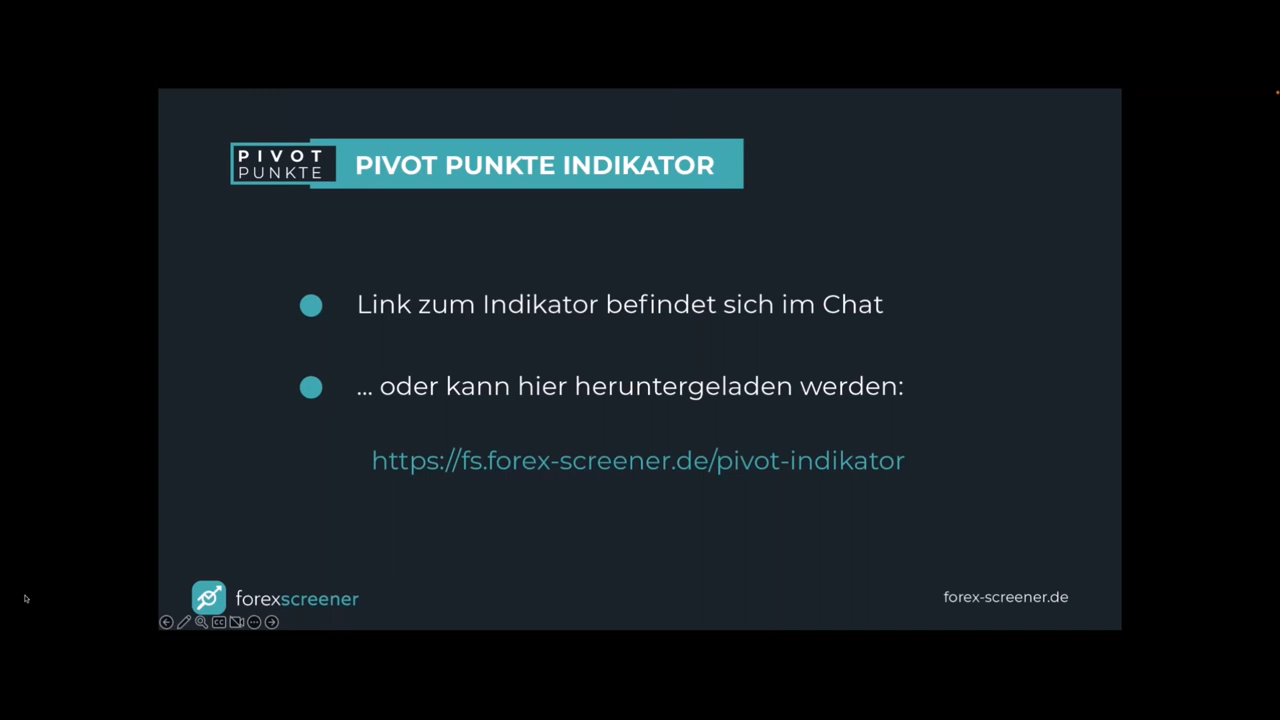 PIVOT
PUNKTE
PIVOT PUNKTE INDIKATOR
Link zum Indikator befindet sich im Chat
... oder kann hier heruntergeladen werden:
https://fs.forex-screener.de/pivot-indikator
forexscreener
forex-screener.de
CC